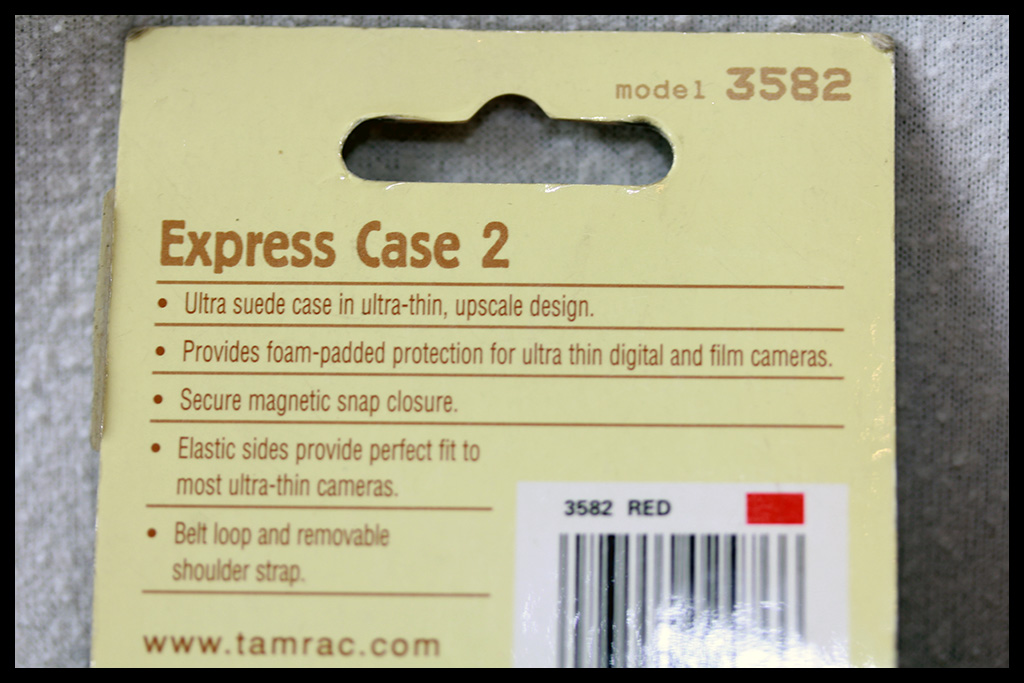 model 3582
Express Case 2
• Ultra suede case in ultra-thin, upscale design.
• Provides foam-padded protection for ultra thin digital and film cameras.
• Secure magnetic snap closure.
• Elastic sides provide perfect fit to
most ultra-thin cameras.
• Belt loop and removable
shoulder strap.
3582 RED
www.tamrac.com